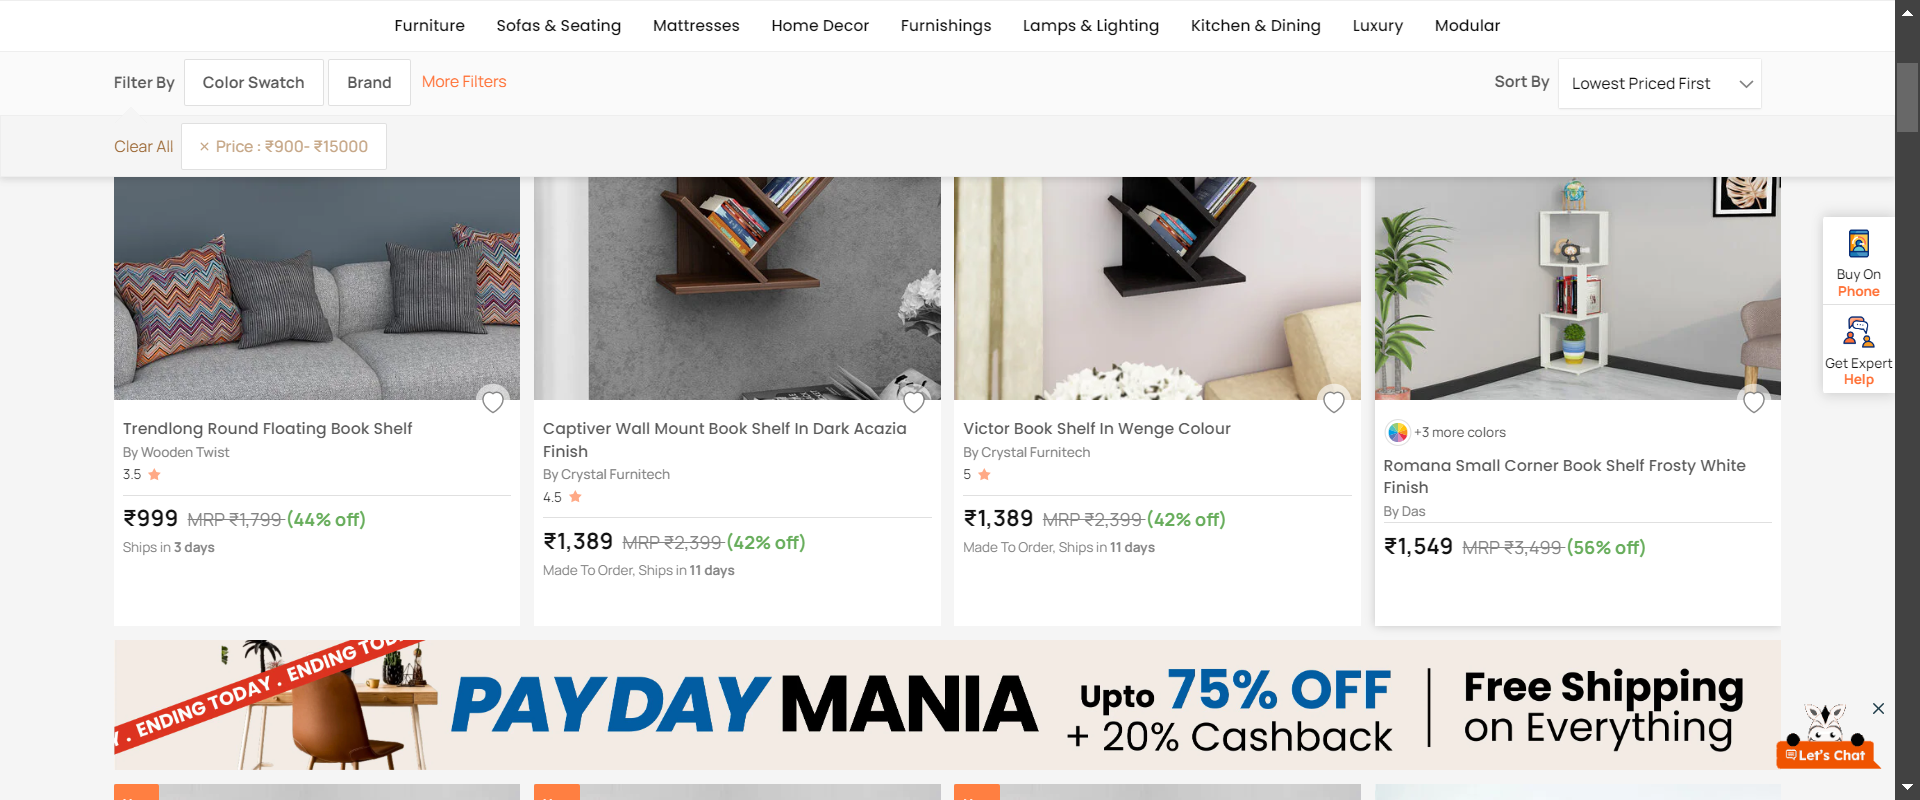 Furniture Sofas & Seating Mattresses Home Decor Furnishings Lamps & Lighting Kitchen & Dining Luxury Modular
Filter By Color Swatch Brand More Filters Sort By Lowest Priced First
Clear All × Price : ₹900- ₹15000
Buy On
Phone
Get Expert
Help
Trendlong Round Floating Book Shelf
By Wooden Twist
3.5
₹999 MRP ₹1,799 (44% off)
Ships in 3 days
Captiver Wall Mount Book Shelf In Dark Acazia
Finish
By Crystal Furnitech
4.5
₹1,389 MRP ₹2,399 (42% off)
Made To Order, Ships in 11 days
Victor Book Shelf In Wenge Colour
By Crystal Furnitech
5
₹1,389 MRP ₹2,399 (42% off)
Made To Order, Ships in 11 days
+3 more colors
Romana Small Corner Book Shelf Frosty White
Finish
By Das
₹1,549 MRP ₹3,499 (56% off)
ENDING TODAY . ENDING TODAY
PAYDAY MANIA
Upto 75% OFF
+ 20% Cashback
Free Shipping
on Everything
Let's Chat